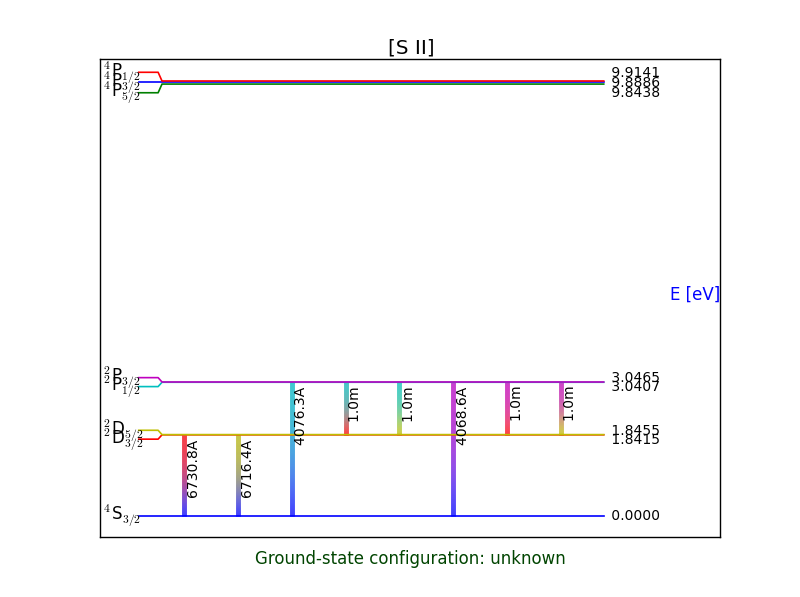 [S II]
⁴P₁/₂ 9.9141
⁴P₃/₂ 9.8886
⁴P₅/₂ 9.8438
E [eV]
²P₃/₂ 3.0465
²P₁/₂ 3.0407
4076.3A 1.0m 1.0m 4068.6A 1.0m 1.0m
²D₅/₂ 1.8455
²D₃/₂ 1.8415
6730.8A 6716.4A
⁴S₃/₂ 0.0000
Ground-state configuration: unknown